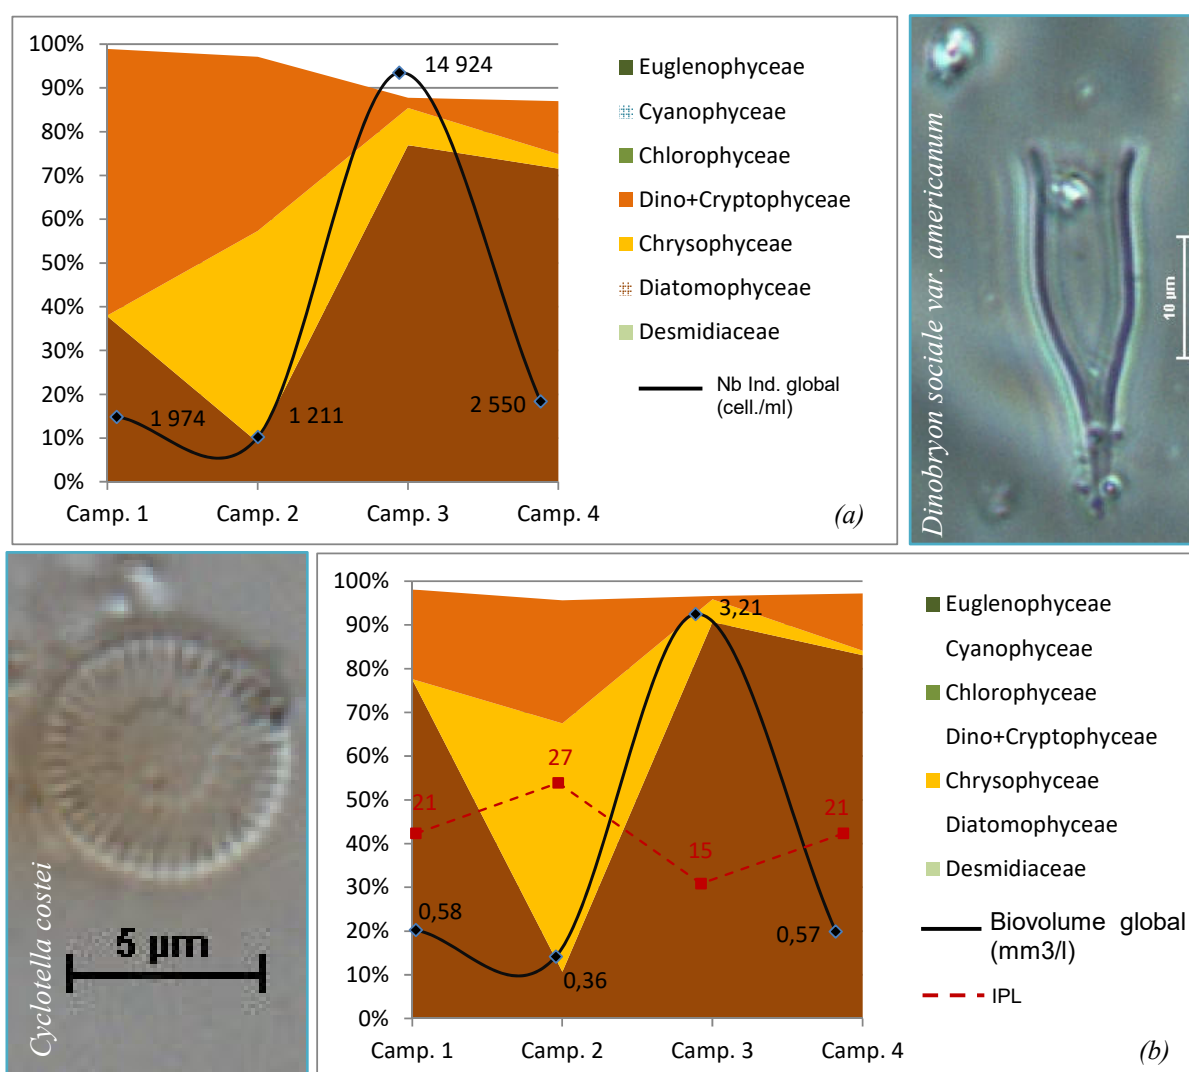 100%
90%
80%
70%
60%
50%
40%
30%
20%
10%
0%
14 924
1 974
1 211
2 550
Camp. 1
Camp. 2
Camp. 3
Camp. 4
Euglenophyceae
Cyanophyceae
Chlorophyceae
Dino+Cryptophyceae
Chrysophyceae
Diatomophyceae
Desmidiaceae
Nb Ind. global
(cell./ml)
(a)
Dinobryon sociale var. americanum
10 µm
Cyclotella costei
5 µm
100%
90%
80%
70%
60%
50%
40%
30%
20%
10%
0%
21
27
15
21
0,58
0,36
3,21
0,57
Camp. 1
Camp. 2
Camp. 3
Camp. 4
Euglenophyceae
Cyanophyceae
Chlorophyceae
Dino+Cryptophyceae
Chrysophyceae
Diatomophyceae
Desmidiaceae
Biovolume global
(mm3/l)
IPL
(b)